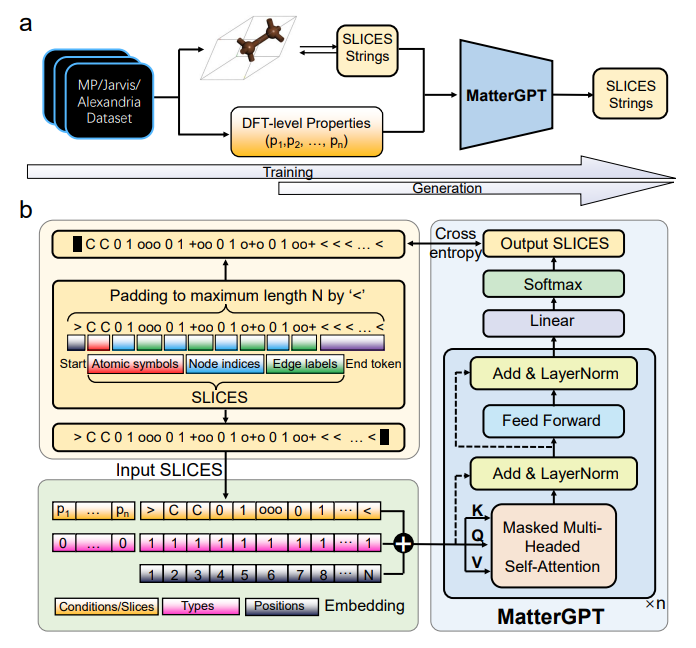 a
MP/Jarvis/
Alexandria
Dataset
SLICES
Strings
DFT-level Properties
(p1,p2, …, pn)
MatterGPT
SLICES
Strings
Training
Generation
b
C C 0 1 ooo 0 1 +oo 0 1 o+o 0 1 oo+ < < < … <
Padding to maximum length N by ‘<’
> C C 0 1 ooo 0 1 +oo 0 1 o+o 0 1 oo+ < < < … <
Start Atomic symbols Node indices Edge labels End token
SLICES
> C C 0 1 ooo 0 1 +oo 0 1 o+o 0 1 oo+ < < < … <
Input SLICES
p1 … pn > C C 0 1 ooo 0 1 … <
0 … 0 1 1 1 1 1 1 1 1 … 1
1 2 3 4 5 6 7 8 … N
Conditions/Slices Types Positions Embedding
Cross
entropy
Output SLICES
Softmax
Linear
Add & LayerNorm
Feed Forward
Add & LayerNorm
K
Q
V
Masked Multi-
Headed
Self-Attention
×n
MatterGPT